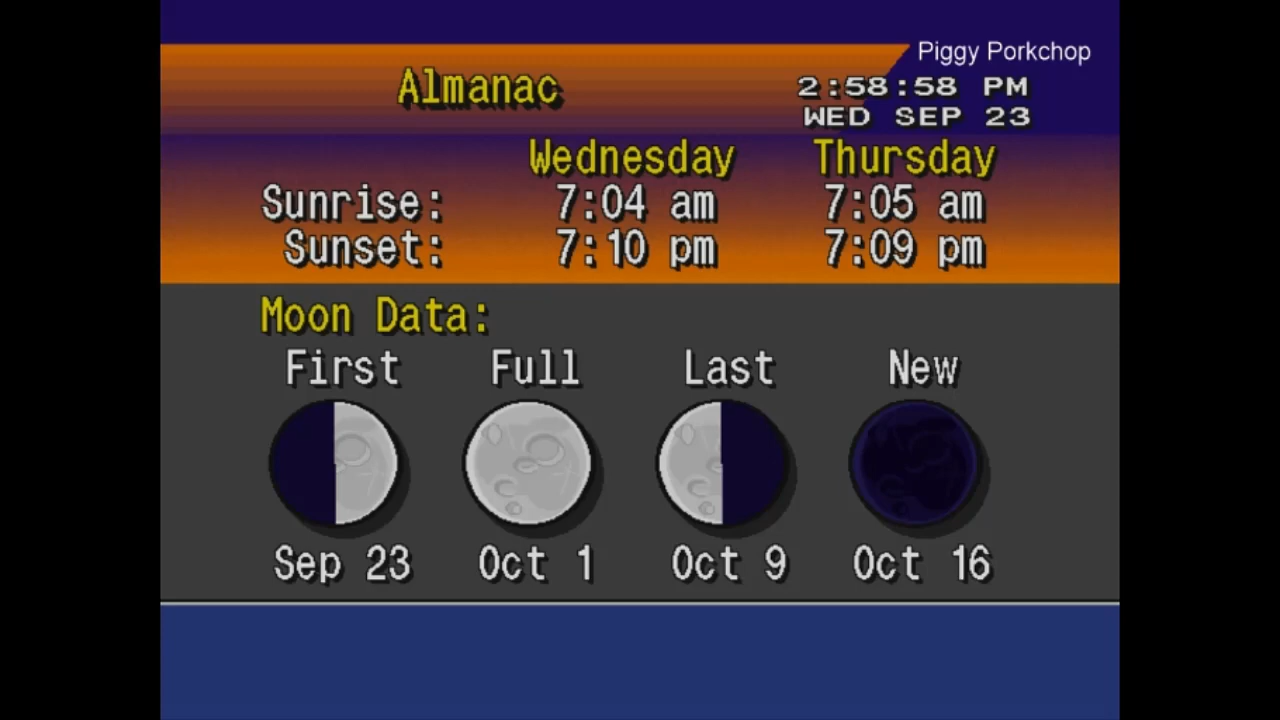 Piggy Porkchop
Almanac
2:58:58 PM
WED SEP 23
Wednesday Thursday
Sunrise: 7:04 am 7:05 am
Sunset: 7:10 pm 7:09 pm
Moon Data:
First Full Last New
Sep 23 Oct 1 Oct 9 Oct 16